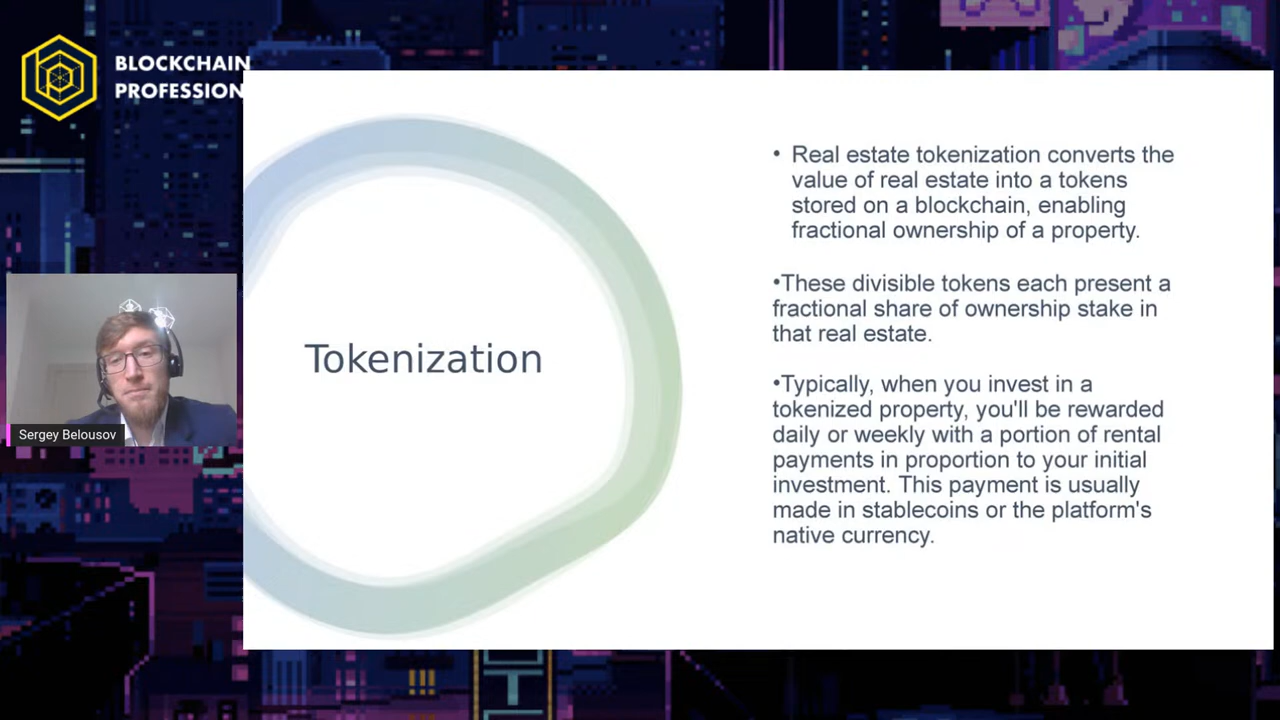 BLOCKCHAIN
PROFESSION
Tokenization
• Real estate tokenization converts the
value of real estate into a tokens
stored on a blockchain, enabling
fractional ownership of a property.
•These divisible tokens each present a
fractional share of ownership stake in
that real estate.
•Typically, when you invest in a
tokenized property, you'll be rewarded
daily or weekly with a portion of rental
payments in proportion to your initial
investment. This payment is usually
made in stablecoins or the platform's
native currency.
Sergey Belousov